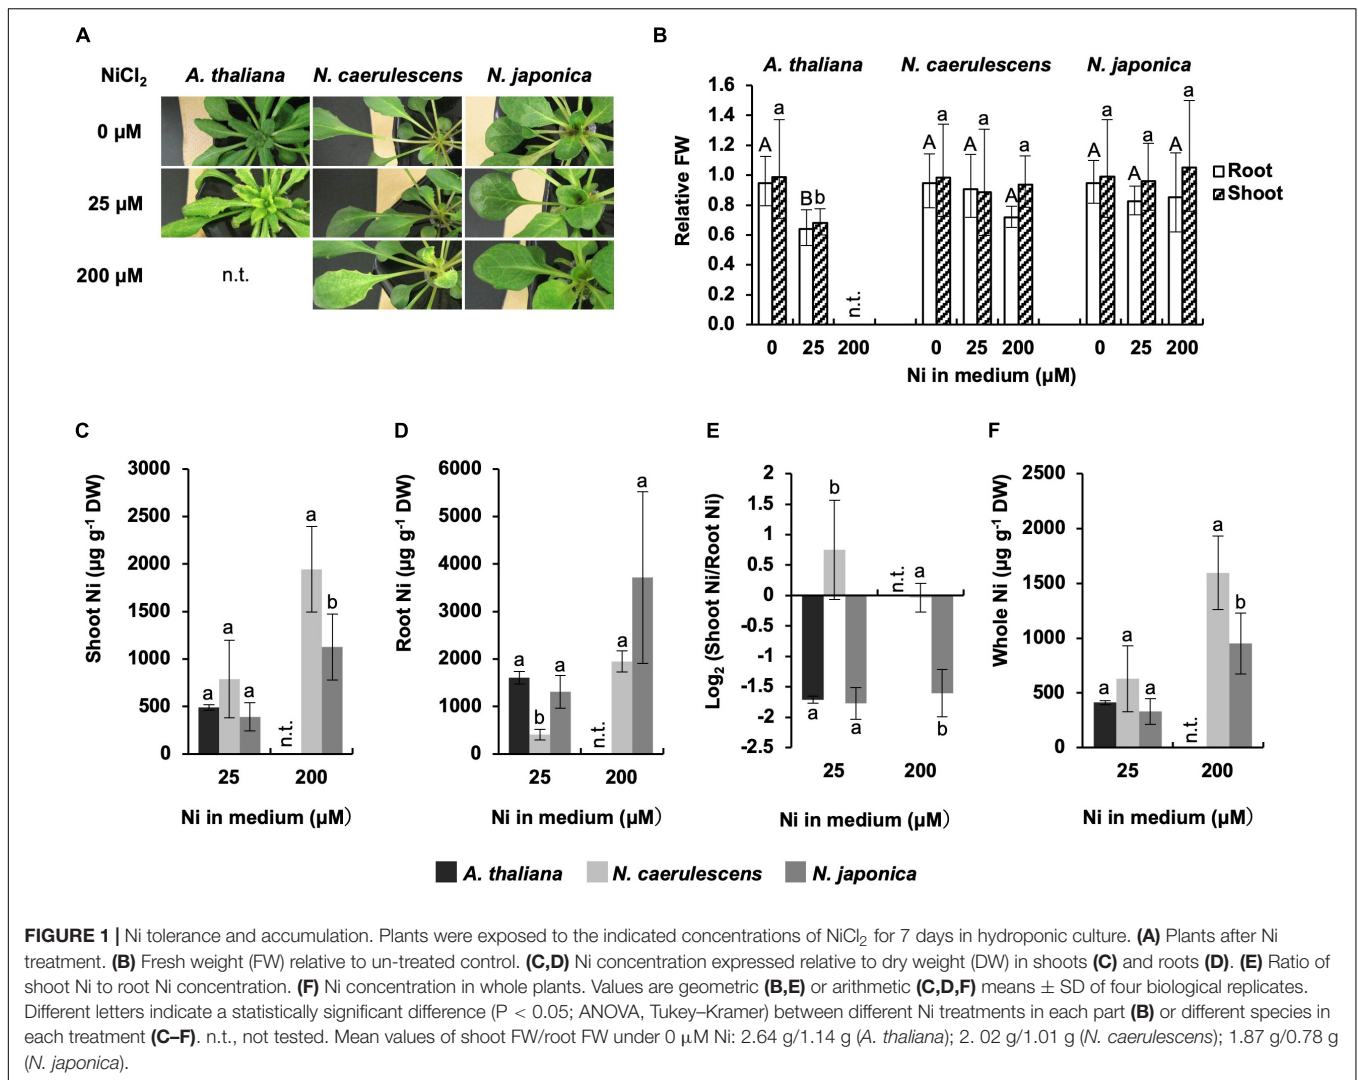 A
NiCl2 A. thaliana N. caerulescens N. japonica
0 µM
25 µM
200 µM
n.t.
B
A. thaliana N. caerulescens N. japonica
Relative FW
1.6
1.4
1.2
1.0
0.8
0.6
0.4
0.2
0.0
A a B b n.t.
A a A a A a
A a A a A a
Root
Shoot
0 25 200 0 25 200 0 25 200
Ni in medium (µM)
C
Shoot Ni (µg g-1 DW)
3000
2500
2000
1500
1000
500
0
a a a n.t. a b
25 200
Ni in medium (µM)
D
Root Ni (µg g-1 DW)
6000
5000
4000
3000
2000
1000
0
a b a n.t. a a
25 200
Ni in medium (µM)
E
Log2 (Shoot Ni/Root Ni)
2
1.5
1
0.5
0
-0.5
-1
-1.5
-2
-2.5
a b a n.t. a b
25 200
Ni in medium (µM)
F
Whole Ni (µg g-1 DW)
2500
2000
1500
1000
500
0
a a a n.t. a b
25 200
Ni in medium (µM)
A. thaliana N. caerulescens N. japonica
FIGURE 1 | Ni tolerance and accumulation. Plants were exposed to the indicated concentrations of NiCl2 for 7 days in hydroponic culture. (A) Plants after Ni
treatment. (B) Fresh weight (FW) relative to un-treated control. (C,D) Ni concentration expressed relative to dry weight (DW) in shoots (C) and roots (D). (E) Ratio of
shoot Ni to root Ni concentration. (F) Ni concentration in whole plants. Values are geometric (B,E) or arithmetic (C,D,F) means ± SD of four biological replicates.
Different letters indicate a statistically significant difference (P < 0.05; ANOVA, Tukey–Kramer) between different Ni treatments in each part (B) or different species in
each treatment (C–F). n.t., not tested. Mean values of shoot FW/root FW under 0 µM Ni: 2.64 g/1.14 g (A. thaliana); 2. 02 g/1.01 g (N. caerulescens); 1.87 g/0.78 g
(N. japonica).